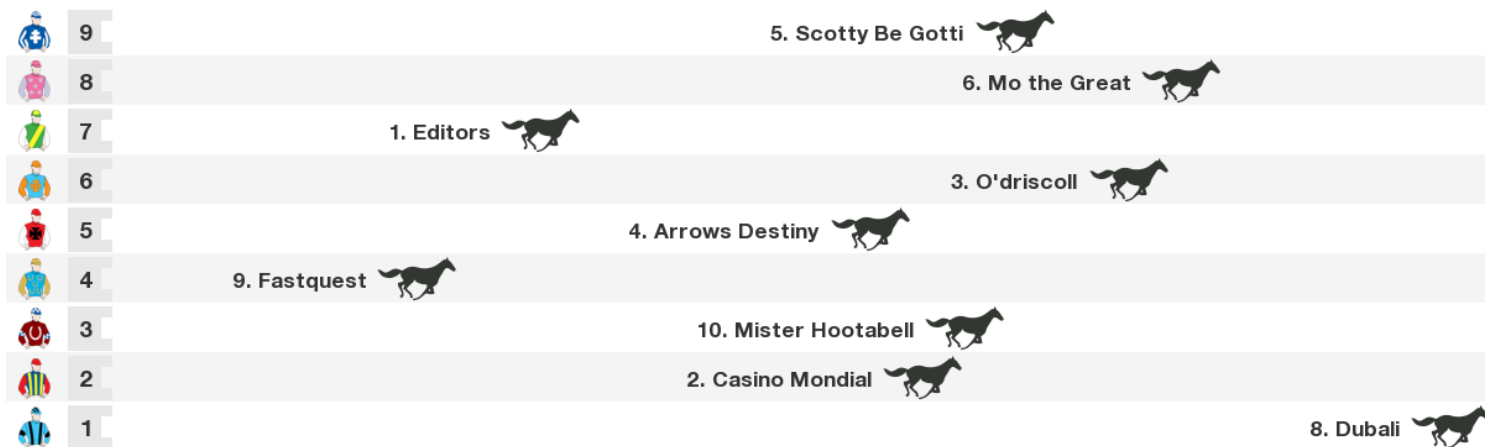 9 5. Scotty Be Gotti
8 6. Mo the Great
7 1. Editors
6 3. O'driscoll
5 4. Arrows Destiny
4 9. Fastquest
3 10. Mister Hootabell
2 2. Casino Mondial
1 8. Dubali